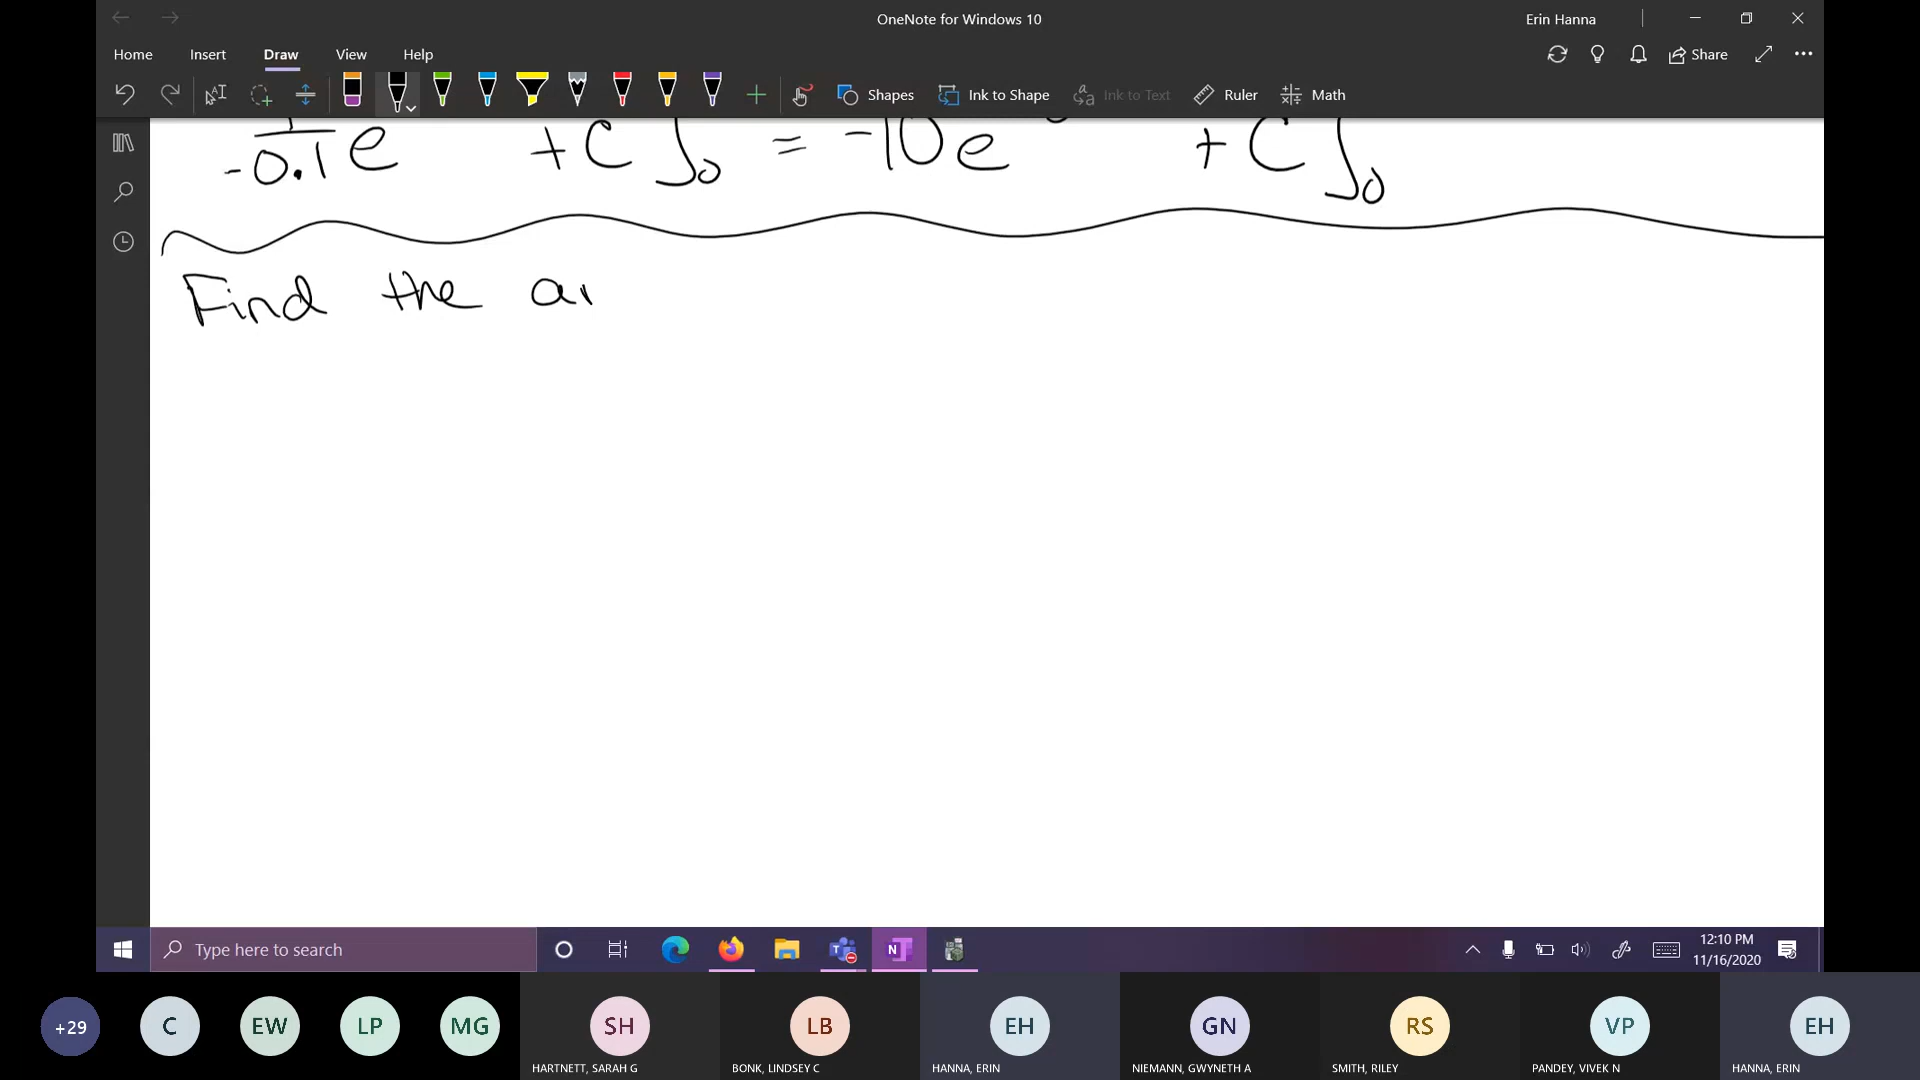 OneNote for Windows 10
Erin Hanna
Home Insert Draw View Help
Share
Shapes Ink to Shape Ink to Text Ruler Math
-0.1 e + C ]0 = -10 e + C ]0
Find the
Type here to search
12:10 PM
11/16/2020
+29 C EW LP MG SH LB EH GN RS VP EH
HARTNETT, SARAH G BONK, LINDSEY C HANNA, ERIN NIEMANN, GWYNETH A SMITH, RILEY PANDEY, VIVEK N HANNA, ERIN